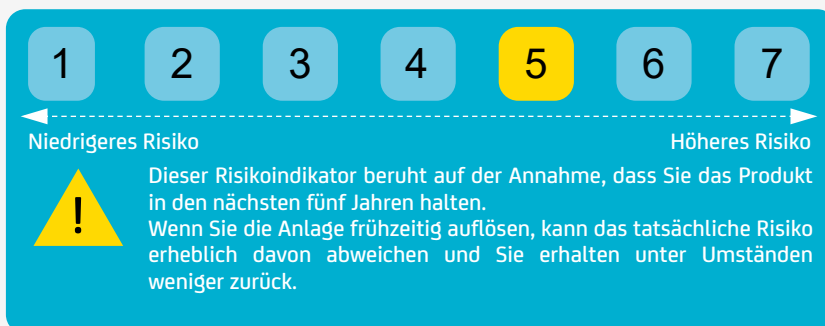 1 2 3 4 5 6 7
Niedrigeres Risiko Höheres Risiko
!
Dieser Risikoindikator beruht auf der Annahme, dass Sie das Produkt
in den nächsten fünf Jahren halten.
Wenn Sie die Anlage frühzeitig auflösen, kann das tatsächliche Risiko
erheblich davon abweichen und Sie erhalten unter Umständen
weniger zurück.